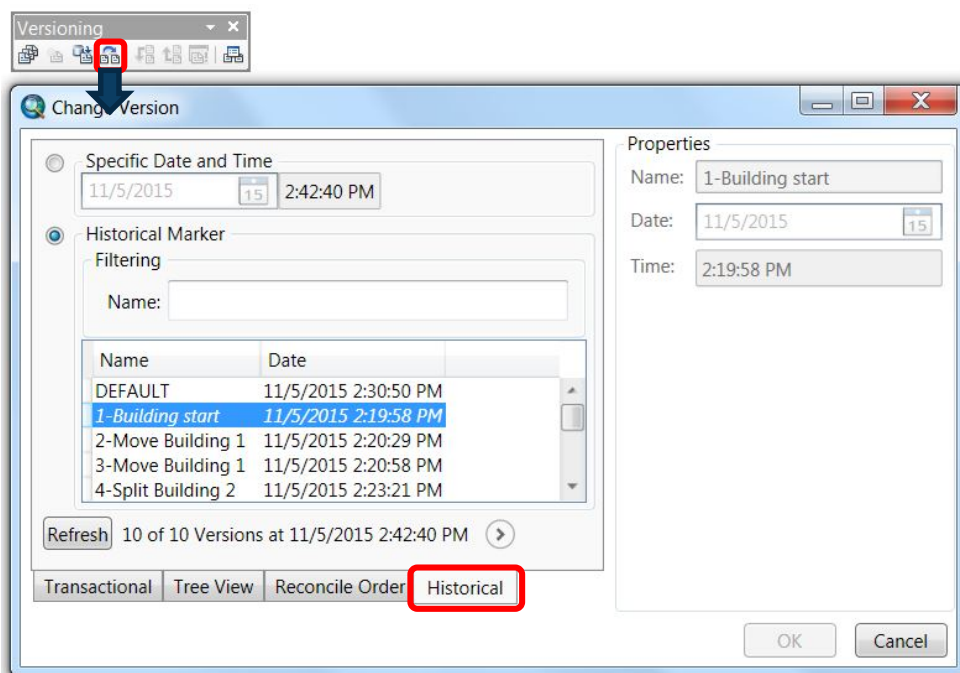 Versioning
Change Version
Specific Date and Time
11/5/2015 15 2:42:40 PM
Historical Marker
Filtering
Name:
Name Date
DEFAULT 11/5/2015 2:30:50 PM
1-Building start 11/5/2015 2:19:58 PM
2-Move Building 1 11/5/2015 2:20:29 PM
3-Move Building 1 11/5/2015 2:20:58 PM
4-Split Building 2 11/5/2015 2:23:21 PM
Refresh 10 of 10 Versions at 11/5/2015 2:42:40 PM
Transactional Tree View Reconcile Order Historical
Properties
Name: 1-Building start
Date: 11/5/2015 15
Time: 2:19:58 PM
OK Cancel